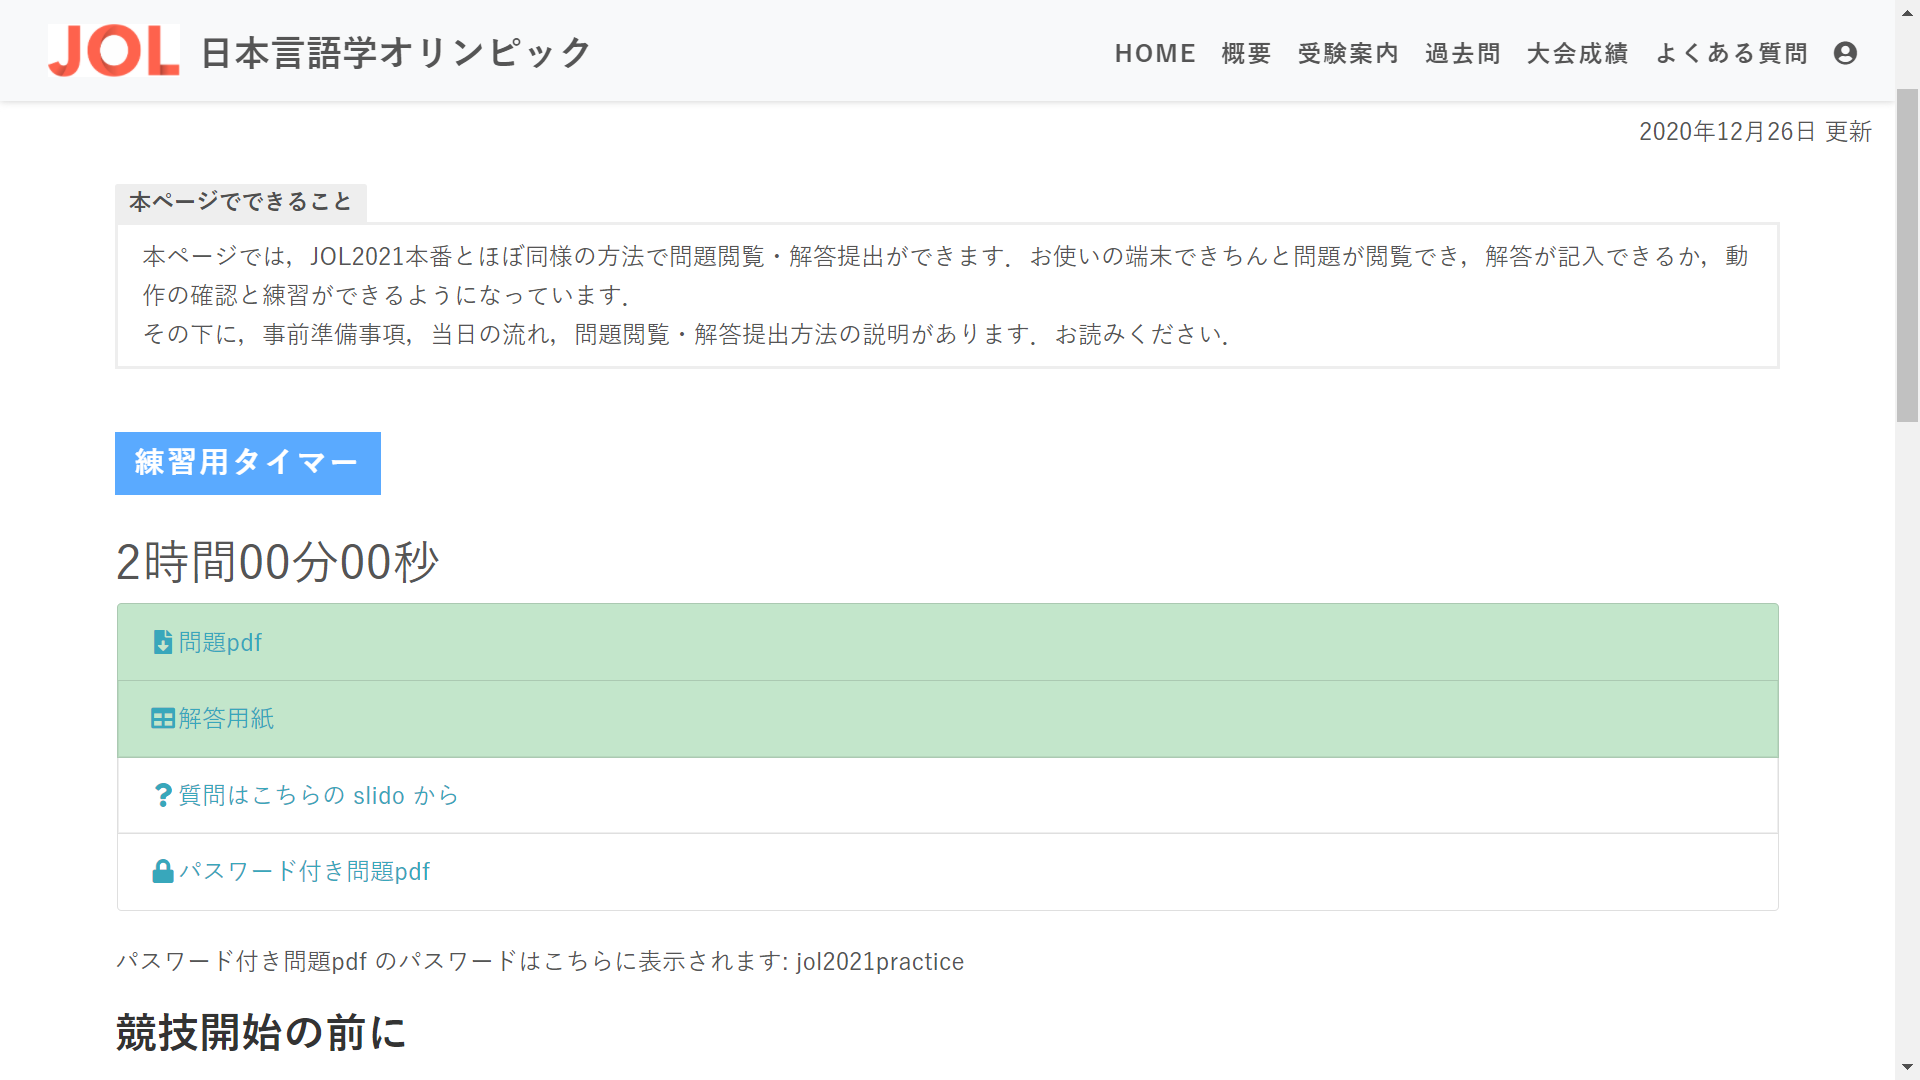 JOL 日本言語学オリンピック
HOME 概要 受験案内 過去問 大会成績 よくある質問
2020年12月26日 更新
本ページでできること
本ページでは，JOL2021本番とほぼ同様の方法で問題閲覧・解答提出ができます．お使いの端末できちんと問題が閲覧でき，解答が記入できるか，動
作の確認と練習ができるようになっています．
その下に，事前準備事項，当日の流れ，問題閲覧・解答提出方法の説明があります．お読みください．
練習用タイマー
2時間00分00秒
問題pdf
解答用紙
質問はこちらの slido から
パスワード付き問題pdf
パスワード付き問題pdf のパスワードはこちらに表示されます: jol2021practice
競技開始の前に